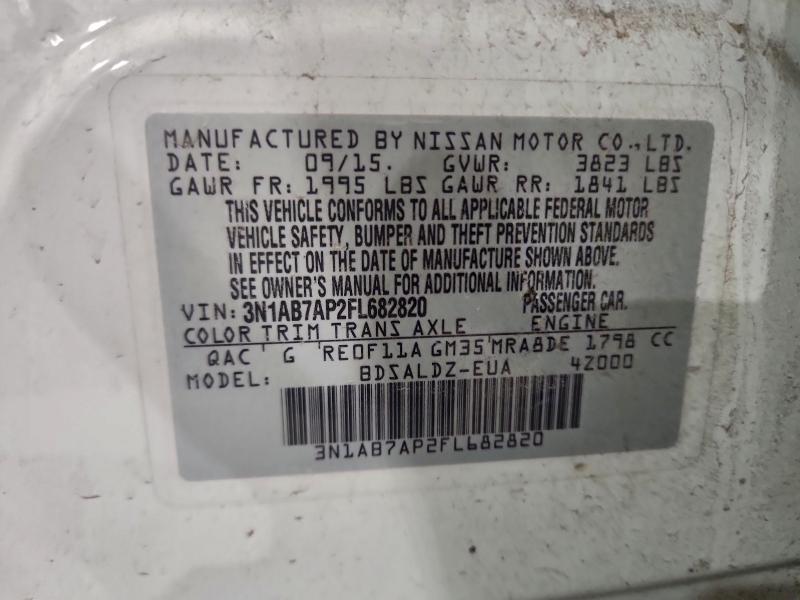 MANUFACTURED BY NISSAN MOTOR CO., LTD.
DATE: 09/15. GVWR: 3823 LBS
GAWR FR: 1995 LBS GAWR RR: 1841 LBS
THIS VEHICLE CONFORMS TO ALL APPLICABLE FEDERAL MOTOR
VEHICLE SAFETY, BUMPER AND THEFT PREVENTION STANDARDS
IN EFFECT ON THE DATE OF MANUFACTURE SHOWN ABOVE.
SEE OWNER'S MANUAL FOR ADDITIONAL INFORMATION.
VIN: 3N1AB7AP2FL682820 PASSENGER CAR.
COLOR TRIM TRANS AXLE ENGINE
QAC G RE0F11A GM35 MRA8DE 1798 CC
MODEL: BDSALDZ-EUA 42000
3N1AB7AP2FL682820